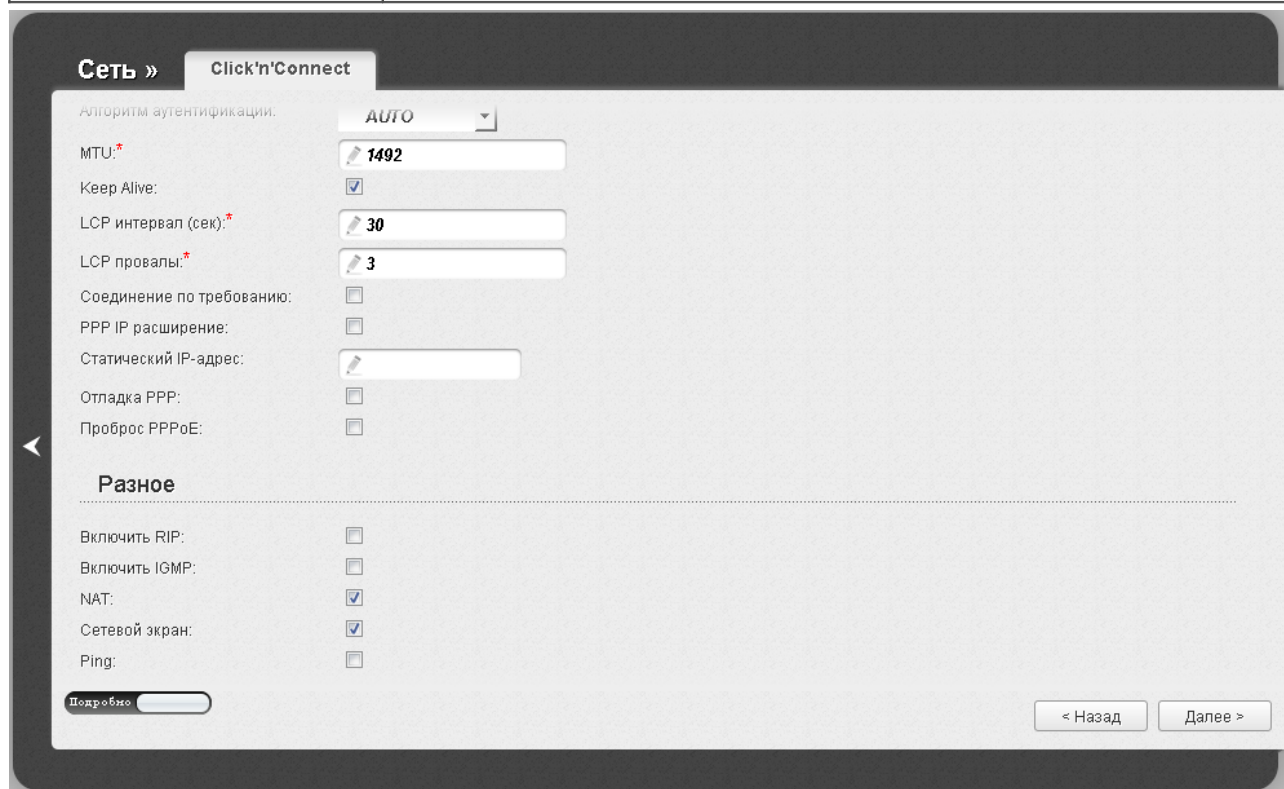 Сеть »
Click'n'Connect
Алгоритм аутентификации: AUTO
MTU:* 1492
Keep Alive:
LCP интервал (сек):* 30
LCP провалы:* 3
Соединение по требованию:
PPP IP расширение:
Статический IP-адрес:
Отладка PPP:
Проброс PPPoE:
Разное
Включить RIP:
Включить IGMP:
NAT:
Сетевой экран:
Ping:
Подробно
< Назад
Далее >